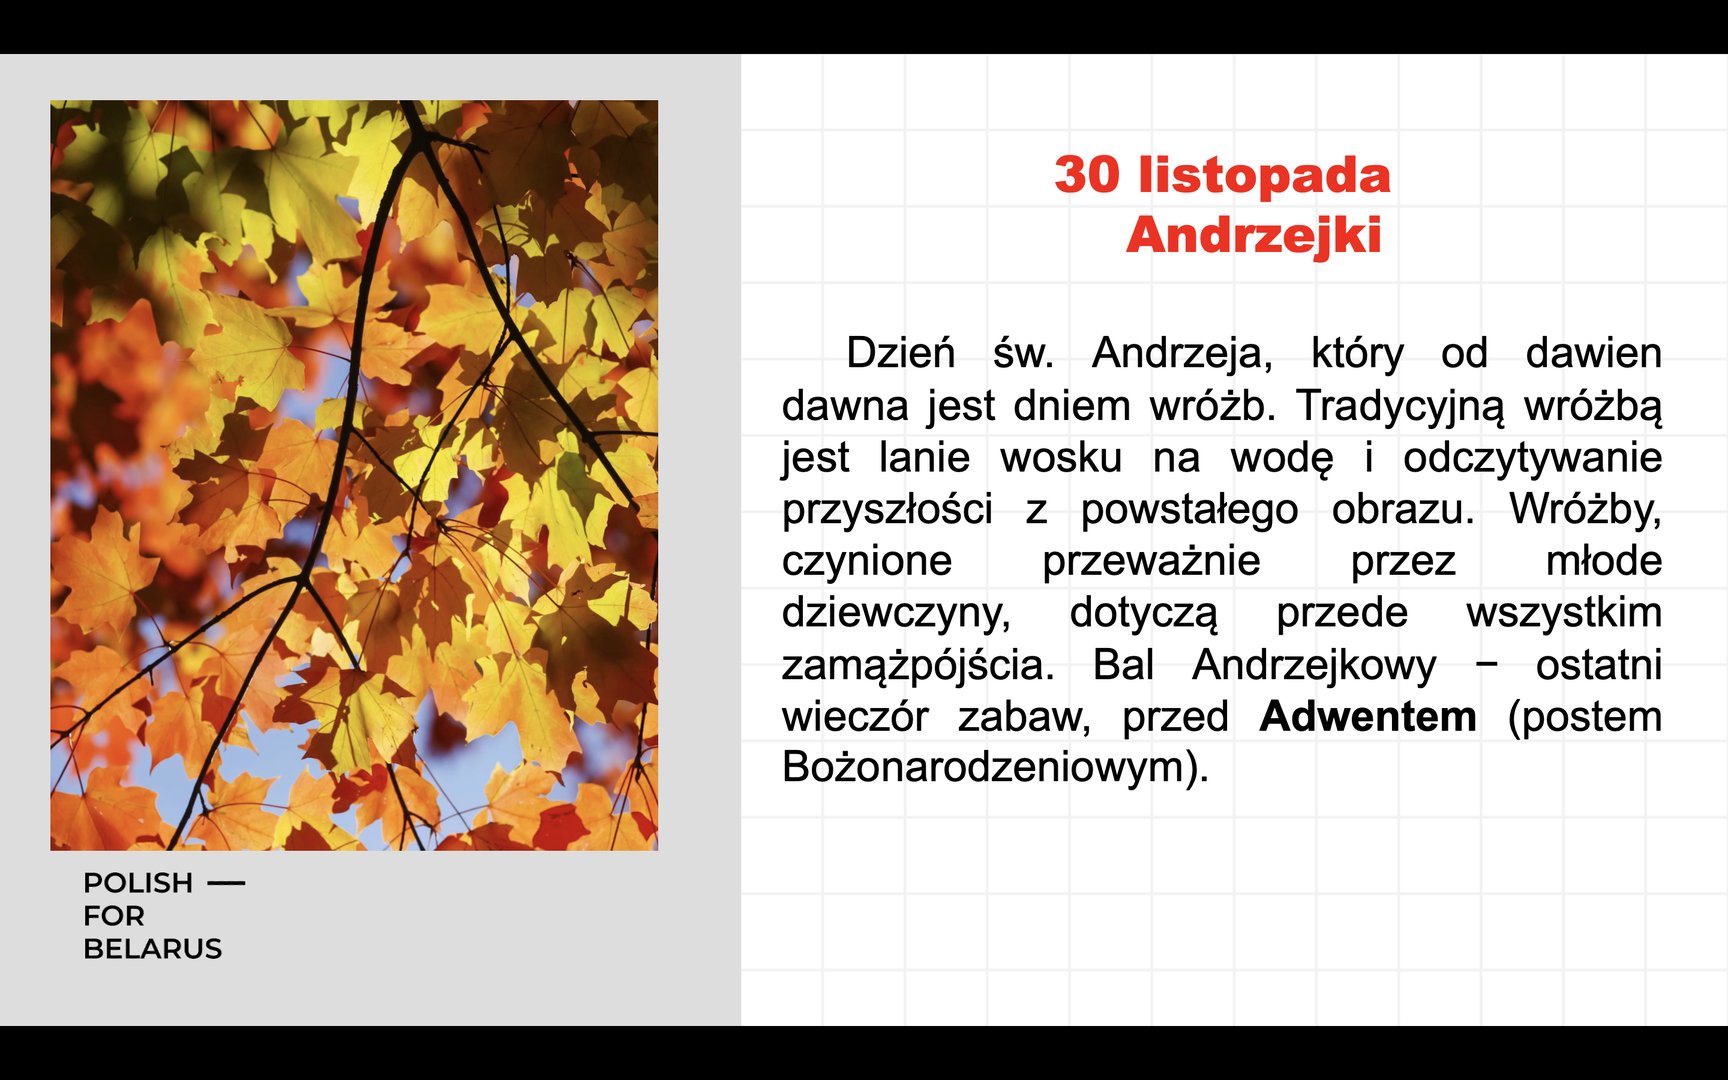 30 listopada
Andrzejki
Dzień św. Andrzeja, który od dawien
dawna jest dniem wróżb. Tradycyjną wróżbą
jest lanie wosku na wodę i odczytywanie
przyszłości z powstałego obrazu. Wróżby,
czynione przeważnie przez młode
dziewczyny, dotyczą przede wszystkim
zamążpójścia. Bal Andrzejkowy – ostatni
wieczór zabaw, przed Adwentem (postem
Bożonarodzeniowym).
POLISH —
FOR
BELARUS